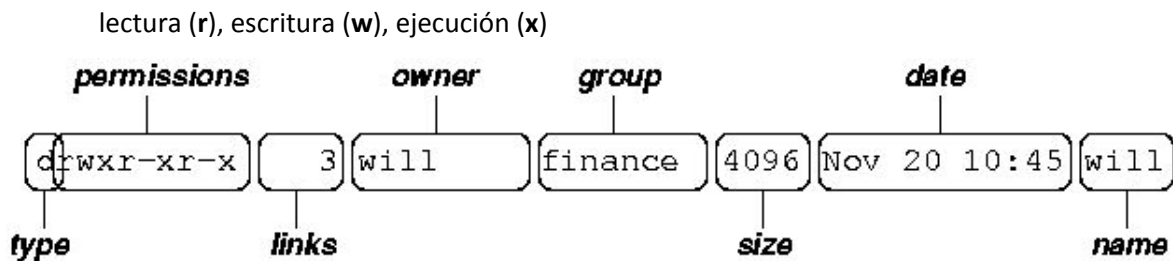 lectura (r), escritura (w), ejecución (x)
permissions owner group date
drwxr-xr-x 3 will finance 4096 Nov 20 10:45 will
type links size name